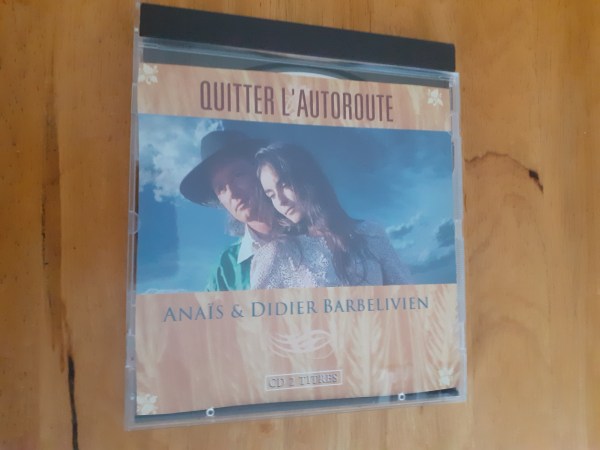 QUITTER L'AUTOROUTE
ANAÏS & DIDIER BARBELIVIEN
CD 2 TITRES